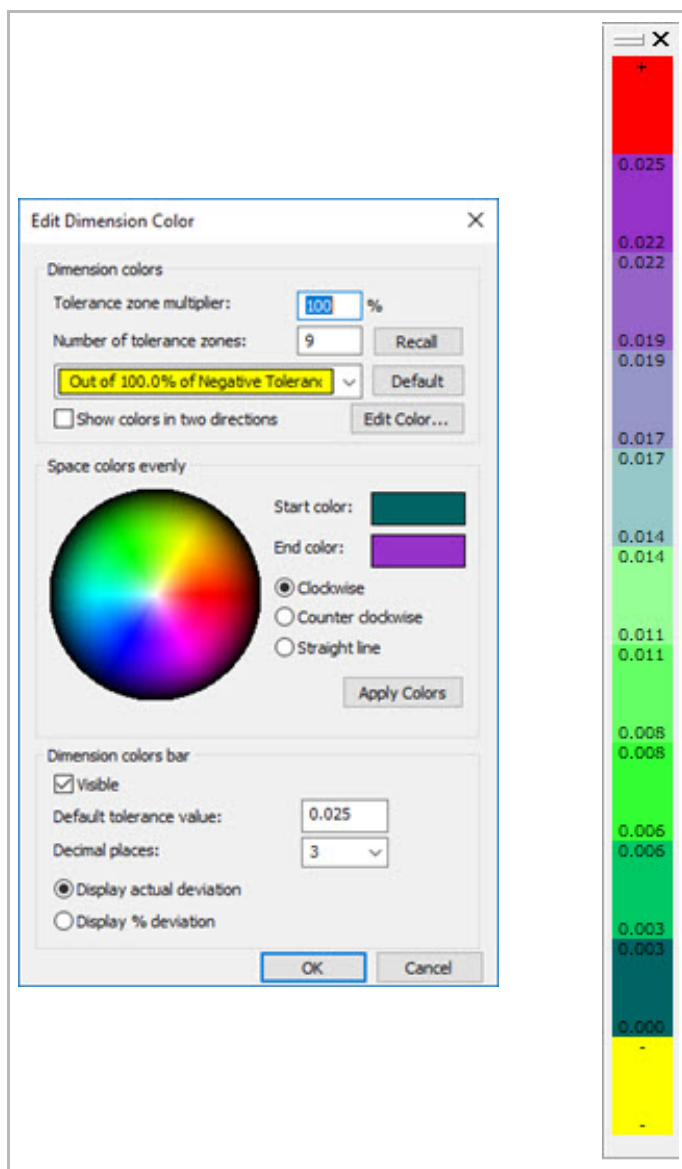 Edit Dimension Color
Dimension colors
Tolerance zone multiplier: 100 %
Number of tolerance zones: 9 Recall
Out of 100.0% of Negative Toleranc Default
Show colors in two directions Edit Color...
Space colors evenly
Start color:
End color:
Clockwise
Counter clockwise
Straight line
Apply Colors
Dimension colors bar
Visible
Default tolerance value: 0.025
Decimal places: 3
Display actual deviation
Display % deviation
OK Cancel
+
0.025
0.022
0.022
0.019
0.019
0.017
0.017
0.014
0.014
0.011
0.011
0.008
0.008
0.006
0.006
0.003
0.003
0.000
-
-